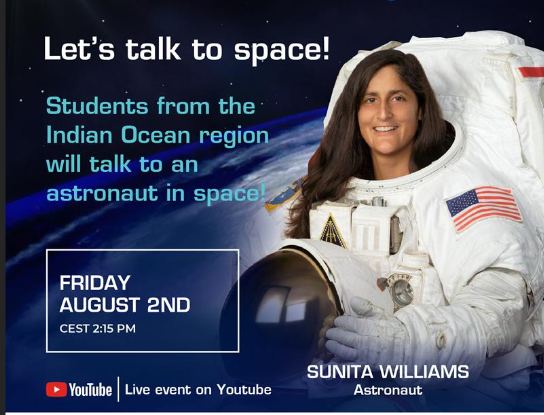 Let's talk to space!
Students from the
Indian Ocean region
will talk to an
astronaut in space!
FRIDAY
AUGUST 2ND
CEST 2:15 PM
YouTube
Live event on Youtube
SUNITA WILLIAMS
Astronaut